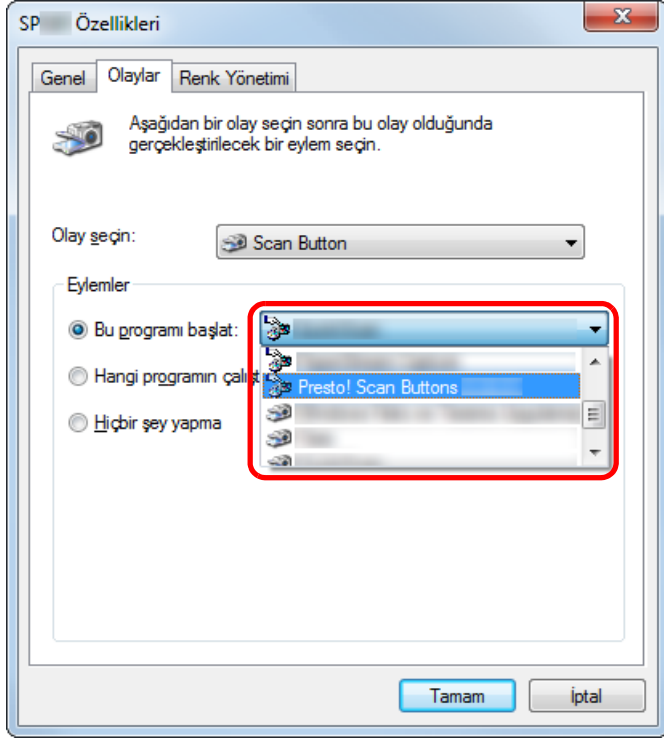 SP Özellikleri
Genel Olaylar Renk Yönetimi
Aşağıdan bir olay seçin sonra bu olay olduğunda
gerçekleştirilecek bir eylem seçin.
Olay seçin: Scan Button
Eylemler
Bu programı başlat:
Hangi programın çalışt
Presto! Scan Buttons
Hiçbir şey yapma
Tamam İptal